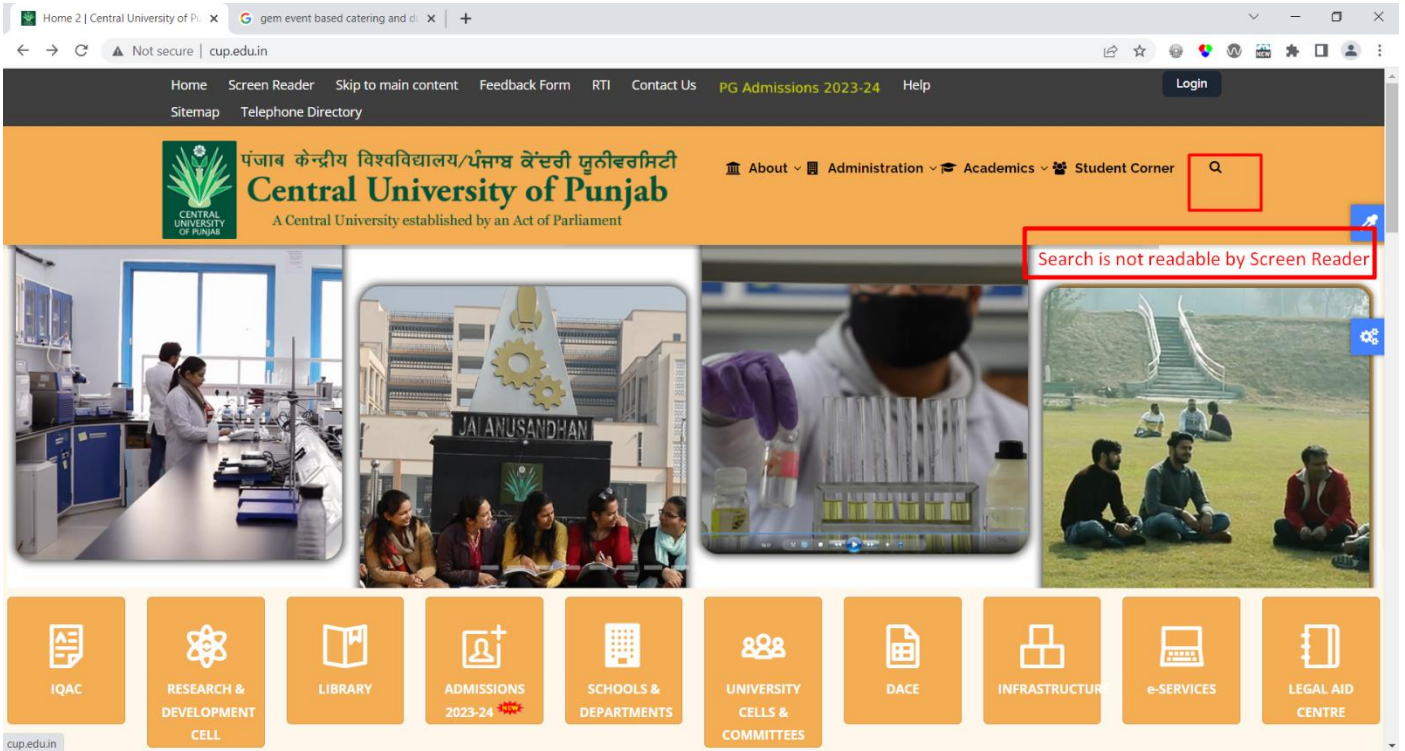 Home 2 | Central University of Pu
gem event based catering and d
Not secure | cup.edu.in
Home Screen Reader Skip to main content Feedback Form RTI Contact Us PG Admissions 2023-24 Help Login
Sitemap Telephone Directory
पंजाब केन्द्रीय विश्वविद्यालय/ਪੰਜਾਬ ਕੇਂਦਰੀ ਯੂਨੀਵਰਸਿਟੀ
Central University of Punjab
A Central University established by an Act of Parliament
CENTRAL
UNIVERSITY
OF PUNJAB
About Administration Academics Student Corner
Search is not readable by Screen Reader
JAI ANUSANDHAN
IQAC
RESEARCH &
DEVELOPMENT
CELL
LIBRARY
ADMISSIONS
2023-24 NEW
SCHOOLS &
DEPARTMENTS
UNIVERSITY
CELLS &
COMMITTEES
DACE
INFRASTRUCTURE
e-SERVICES
LEGAL AID
CENTRE
cup.edu.in